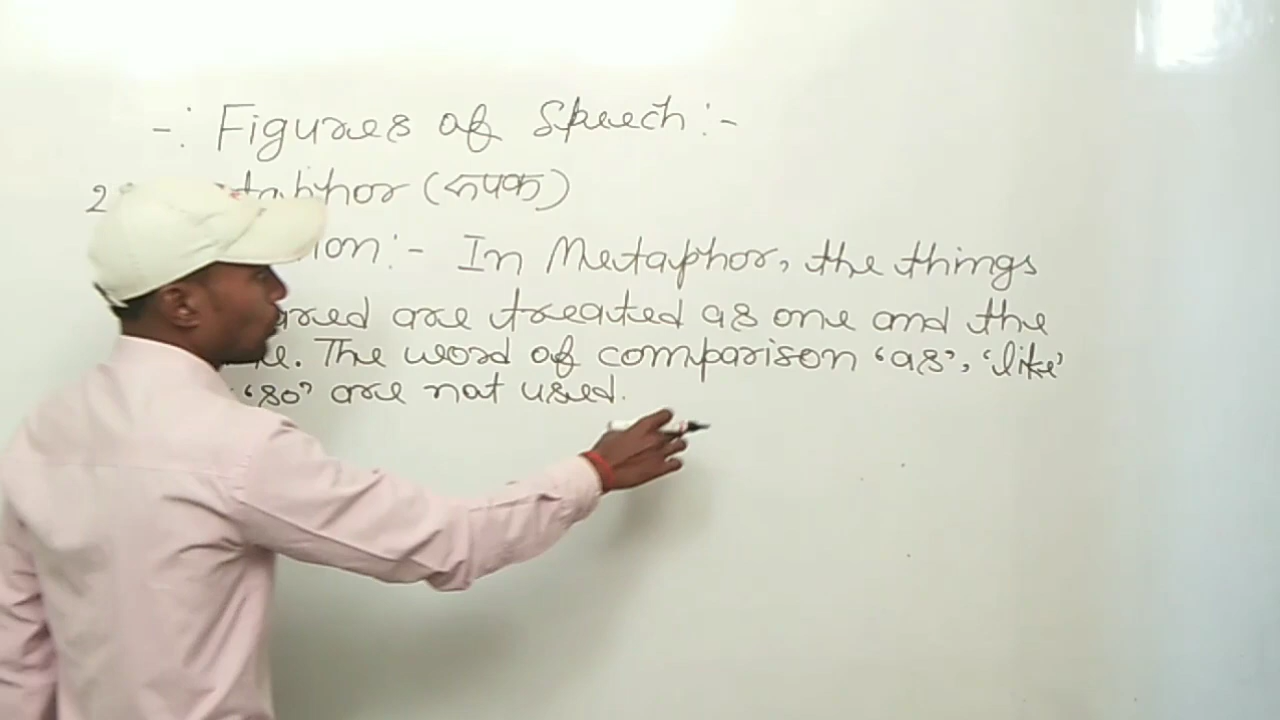 -: Figures of Speech :-
2 (रूपक)
:- In Metaphor, the things
are treated as one and the
The word of comparison 'as', 'like'
'so' are not used.